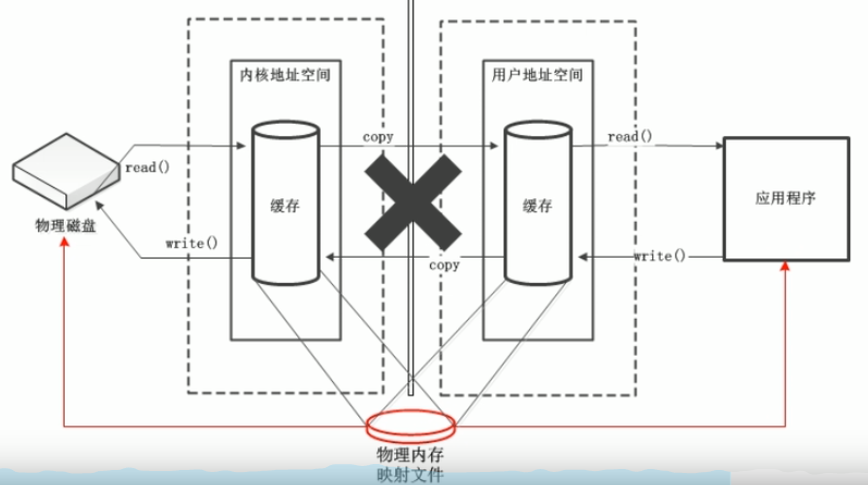 内核地址空间
用户地址空间
copy
read()
read()
缓存
缓存
应用程序
物理磁盘
write()
copy
write()
物理内存
映射文件